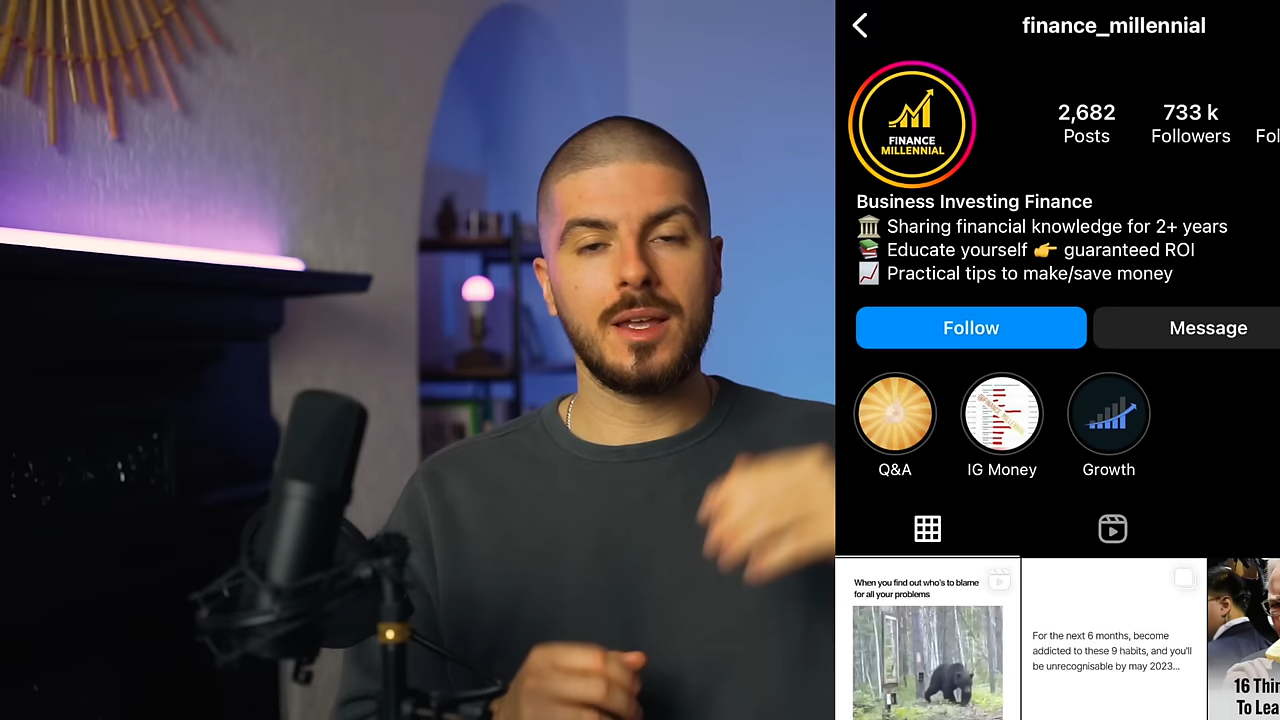 finance_millennial
FINANCE
MILLENNIAL
2,682
733 k
Posts
Followers
Business Investing Finance
Sharing financial knowledge for 2+ years
Educate yourself 👉 guaranteed ROI
Practical tips to make/save money
Follow
Message
Q&A
IG Money
Growth
When you find out who's to blame
for all your problems
For the next 6 months, become
addicted to these 9 habits, and you'll
be unrecognisable by may 2023...
16
To